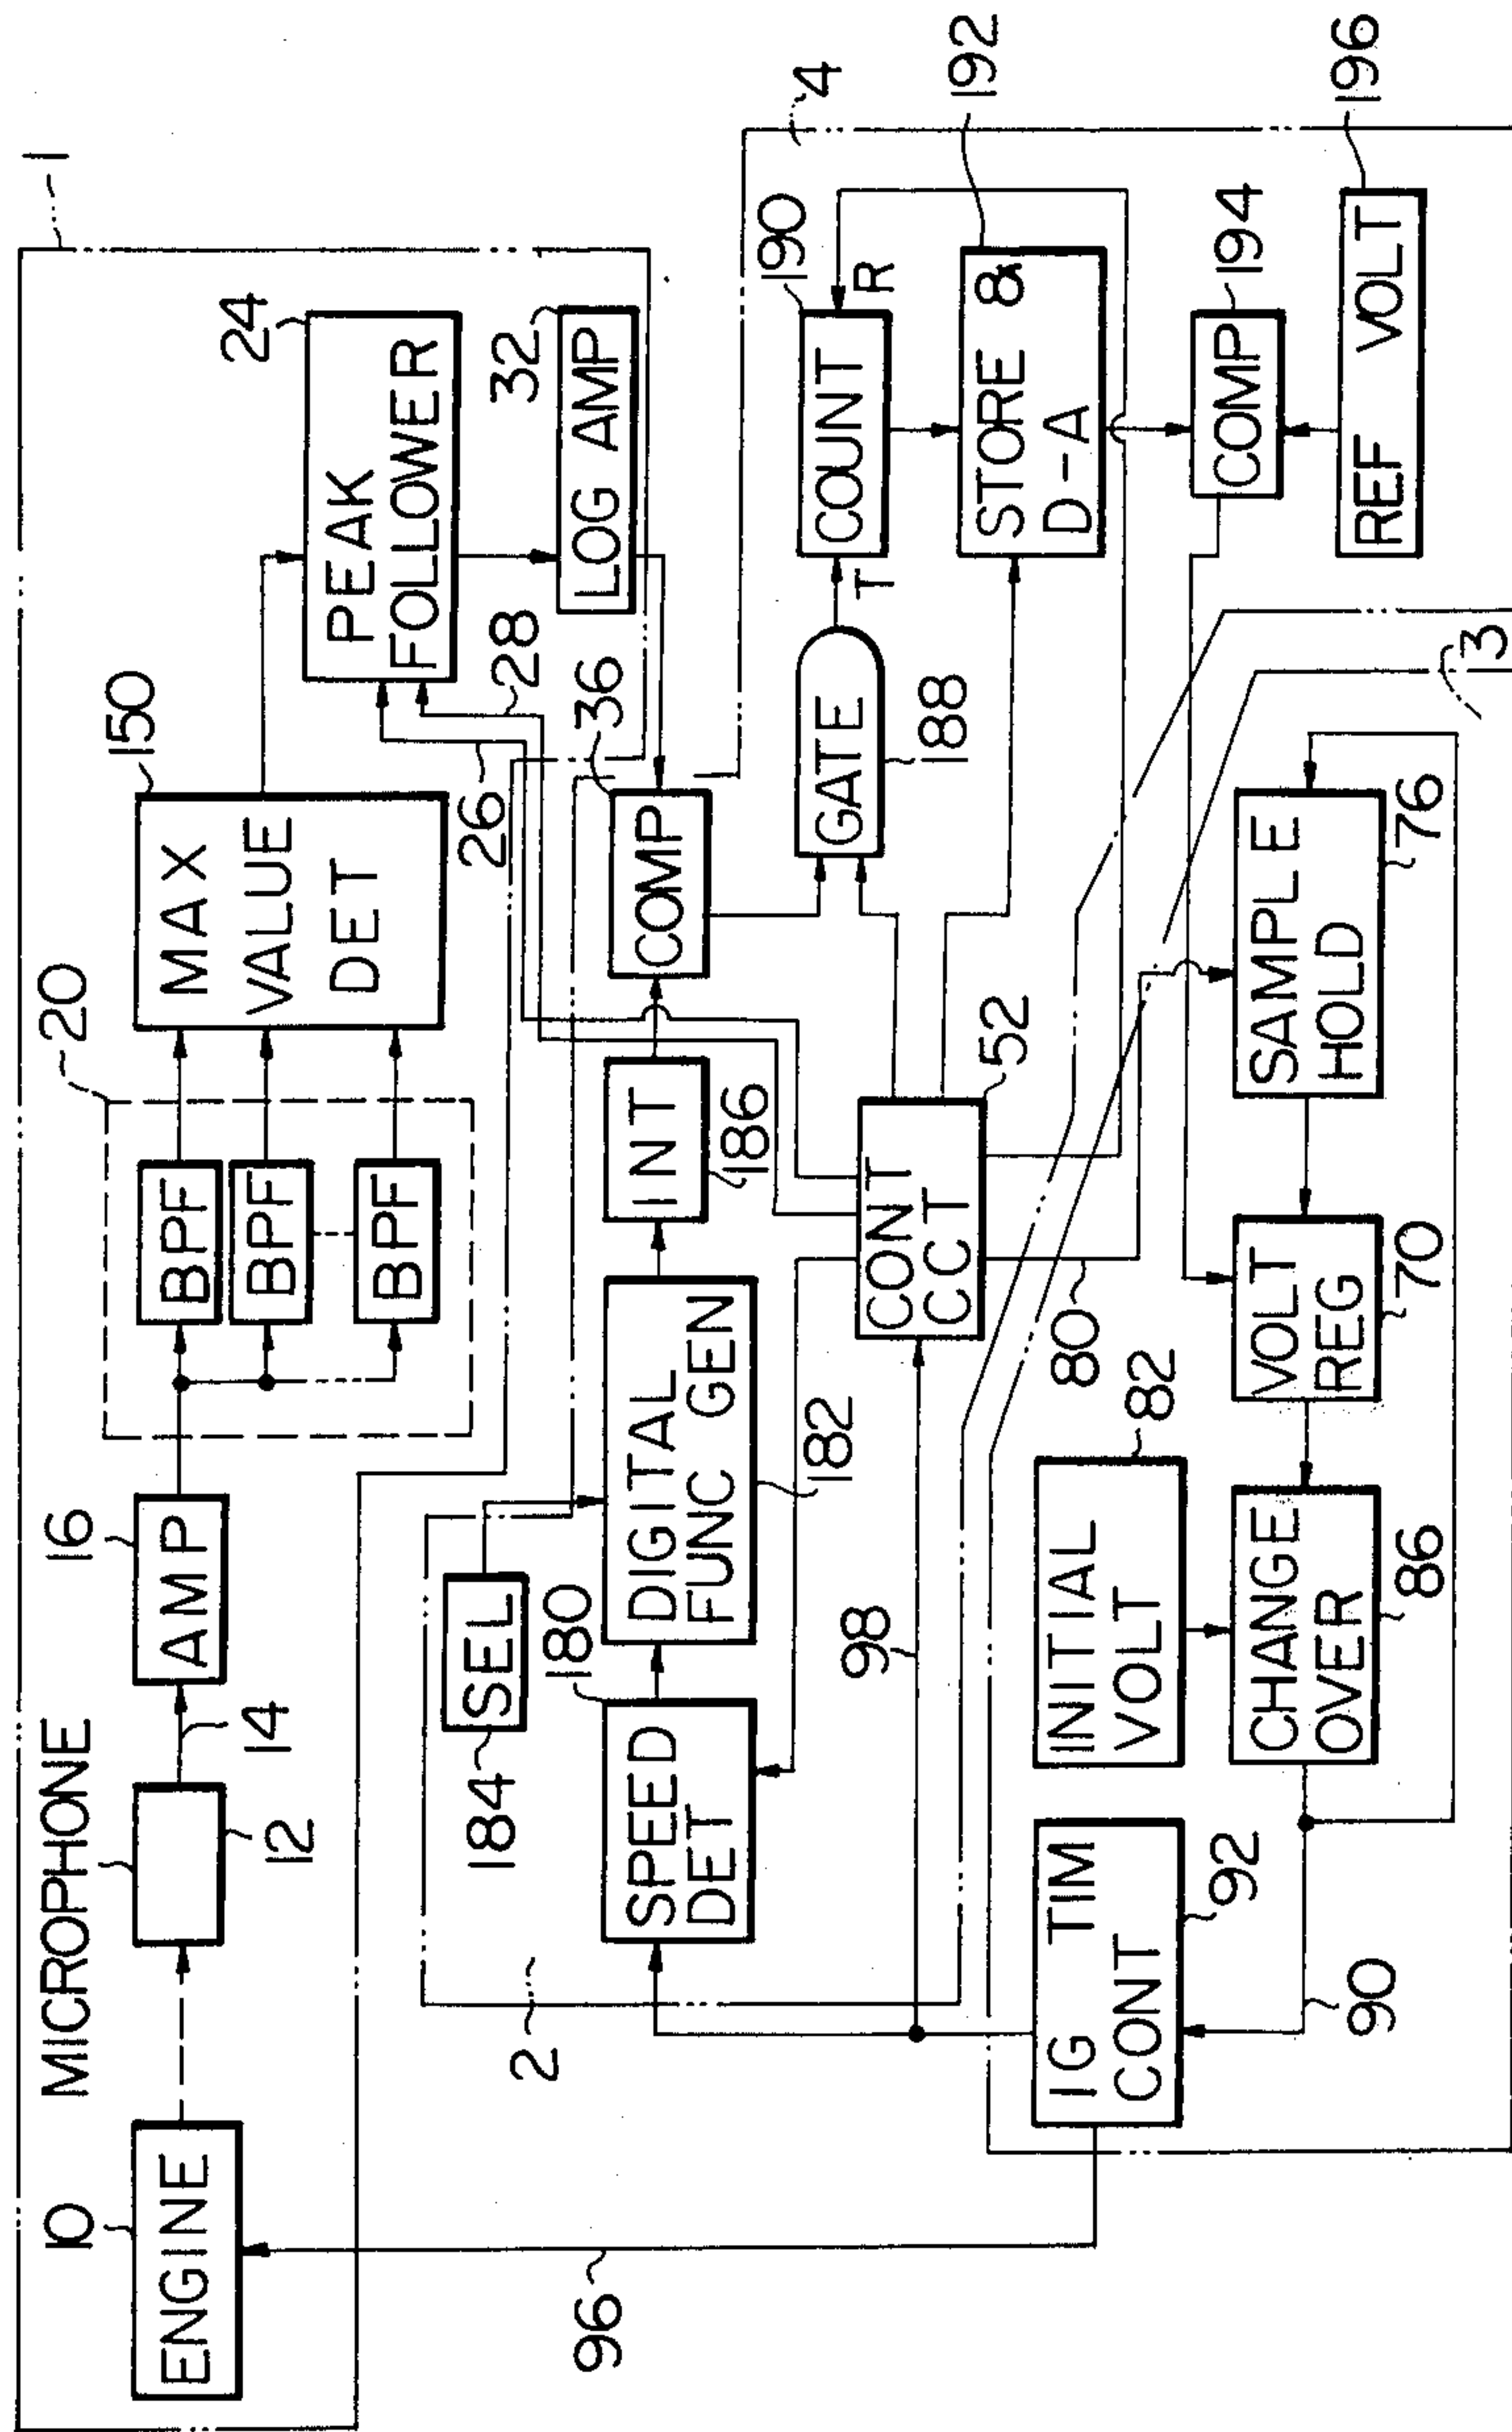 1
10
ENGINE
MICROPHONE
12
14
16
AMP
20
BPF
BPF
BPF
150
MAX
VALUE
DET
24
PEAK
FOLLOWER
26
28
32
LOG AMP
96
2
184
SEL
180
SPEED
DET
DIGITAL
FUNC GEN
182
INT
186
36
COMP
4
GATE
188
T
190
COUNT
R
STORE &
D-A
192
98
CONT
CCT
52
COMP
194
REF VOLT
196
IG TIM
CONT
92
INITIAL
VOLT
82
80
3
90
CHANGE
OVER
86
VOLT
REG
70
SAMPLE
HOLD
76